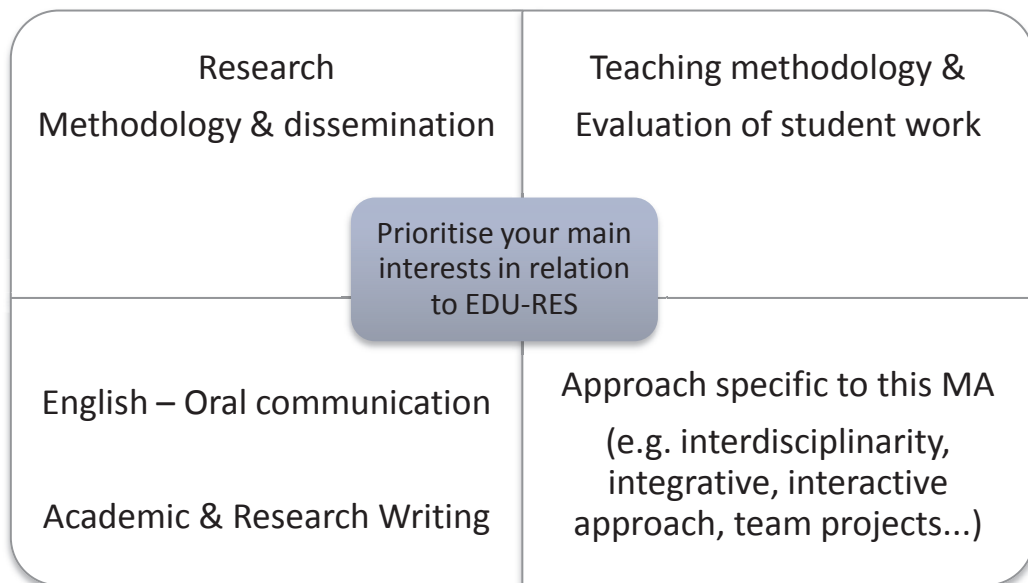 Research
Methodology & dissemination
Teaching methodology &
Evaluation of student work
Prioritise your main
interests in relation
to EDU-RES
English – Oral communication
Academic & Research Writing
Approach specific to this MA
(e.g. interdisciplinarity,
integrative, interactive
approach, team projects...)